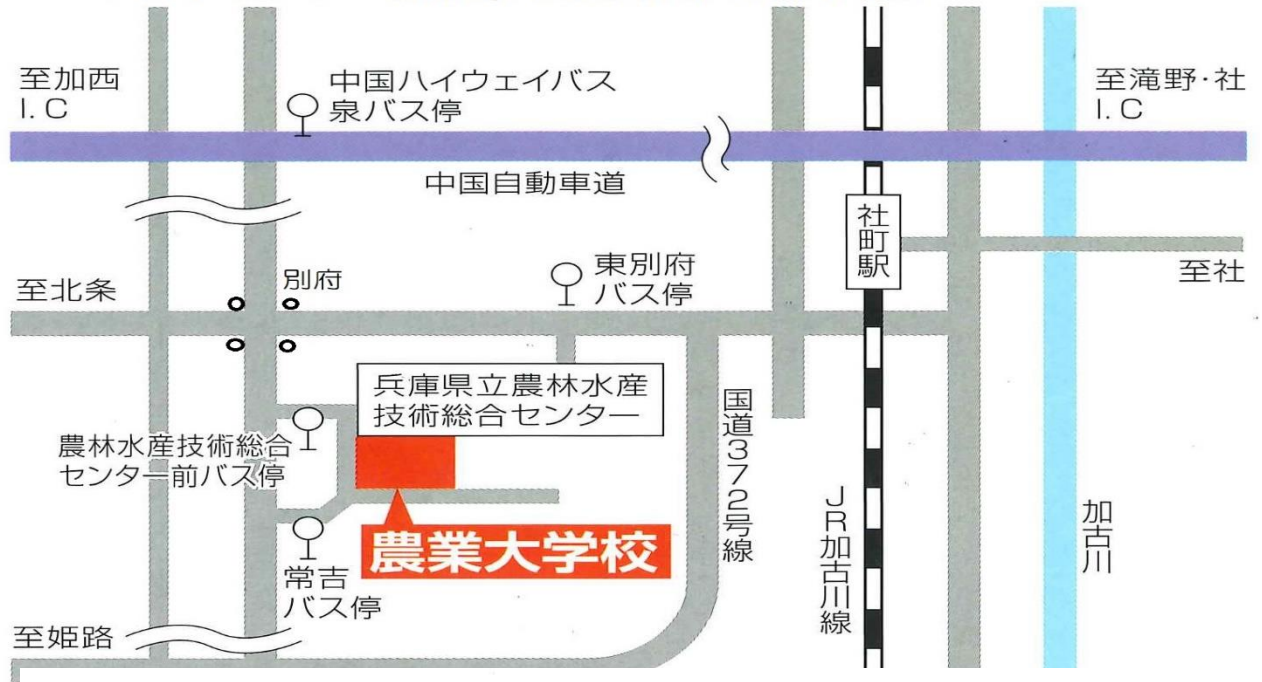 至加西
I.C
中国ハイウェイバス
泉バス停
至滝野・社
I.C
中国自動車道
社町駅
至北条
別府
東別府
バス停
至社
兵庫県立農林水産
技術総合センター
農林水産技術総合
センター前バス停
農業大学校
常吉
バス停
国道372号線
JR加古川線
加古川
至姫路